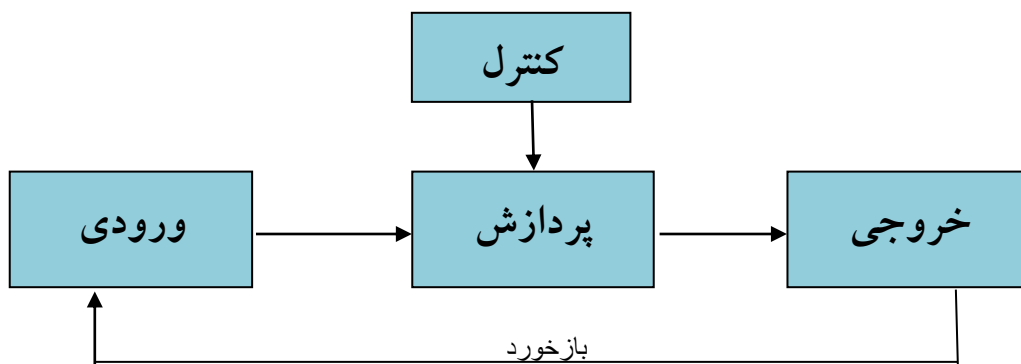 کنترل
ورودی
پردازش
خروجی
بازخورد